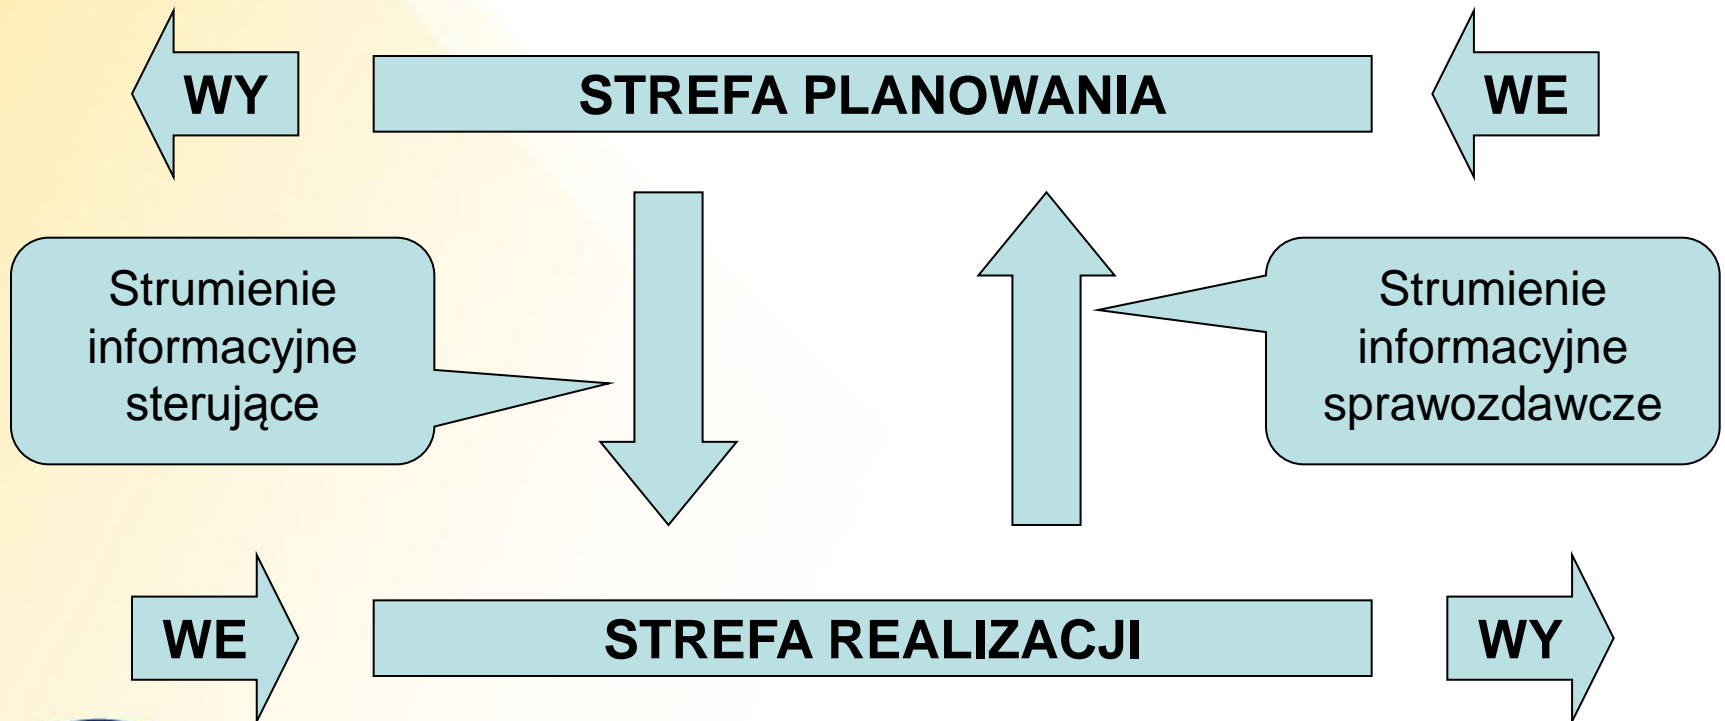 WY
STREFA PLANOWANIA
WE
Strumienie
informacyjne
sterujące
Strumienie
informacyjne
sprawozdawcze
WE
STREFA REALIZACJI
WY